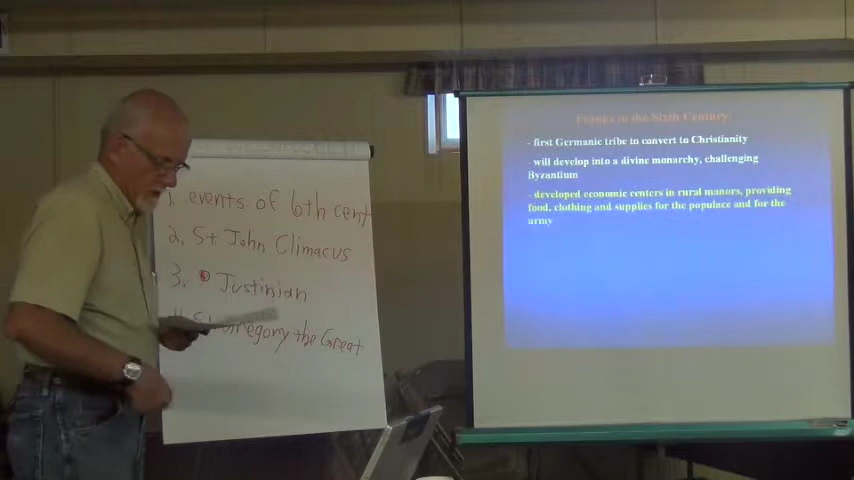 1. events of 6th cent
2. St John Climacus
3. Justinian
4. St Gregory the Great
Franks in the Sixth Century
- first Germanic tribe to convert to Christianity
- will develop into a divine monarchy, challenging
Byzantium
- developed economic centers in rural manors, providing
food, clothing and supplies for the populace and for the
army